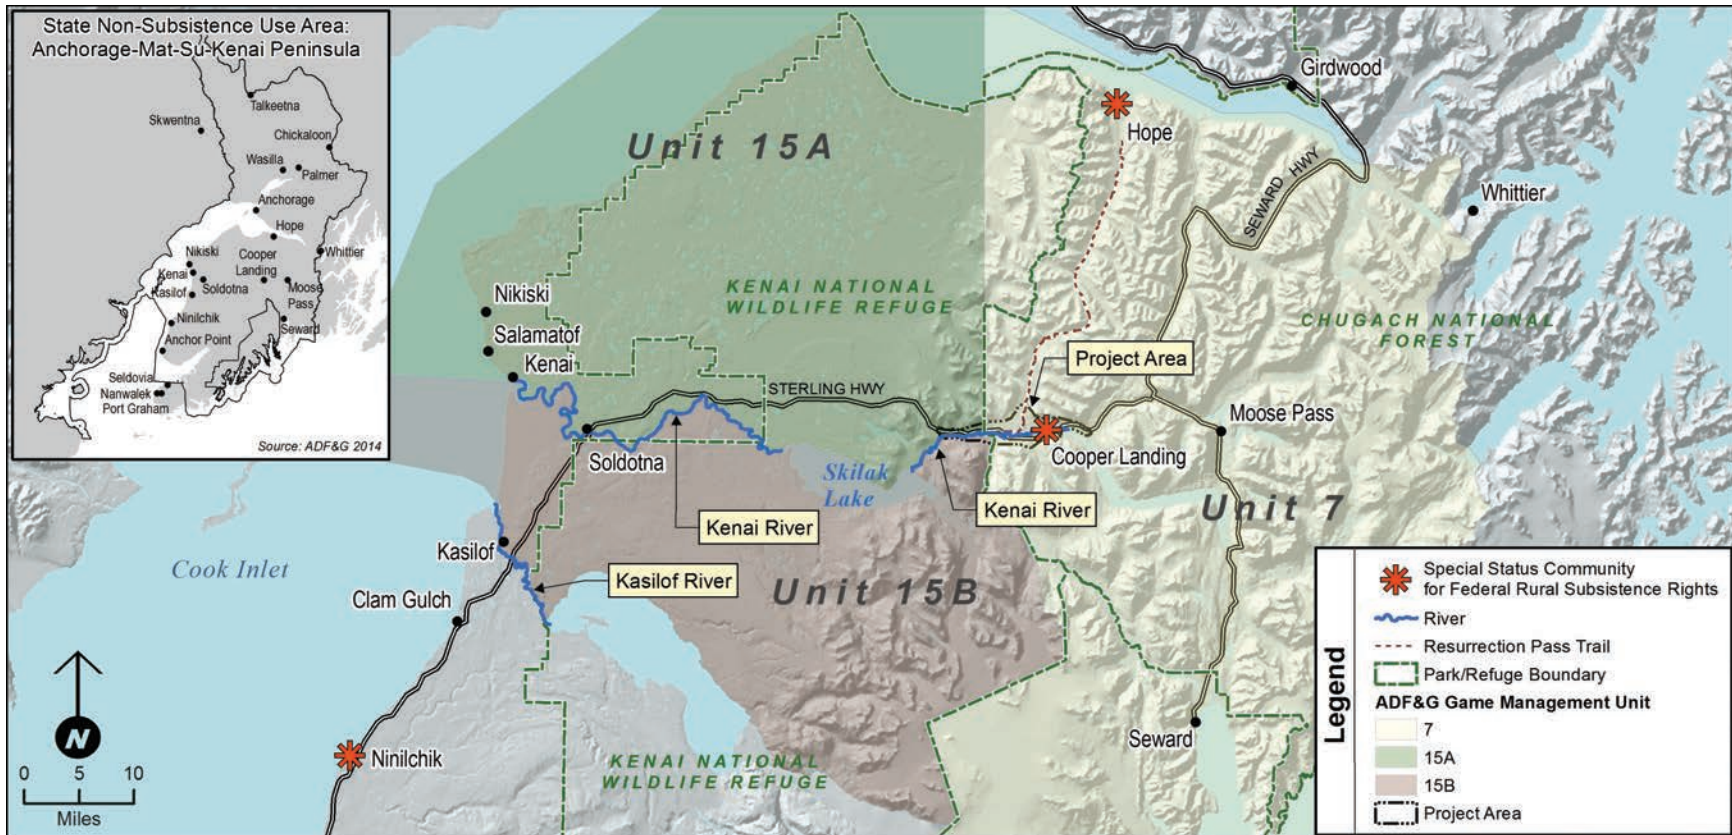 State Non-Subsistence Use Area:
Anchorage-Mat-Su-Kenai Peninsula
Talkeetna
Skwentna
Chickaloon
Wasilla
Palmer
Anchorage
Hope
Nikiski
Cooper
Landing
Whittier
Kenai
Soldotna
Kasilof
Moose
Pass
Ninilchik
Seward
Anchor Point
Seldovia
Nanwalek
Port Graham
Source: ADF&G 2014
Girdwood
Hope
Unit 15A
SEWARD HWY
Whittier
KENAI NATIONAL
WILDLIFE REFUGE
Nikiski
Salamatof
Kenai
CHUGACH NATIONAL
FOREST
Project Area
STERLING HWY
Moose Pass
Soldotna
Cooper Landing
Skilak
Lake
Kenai River
Kenai River
Unit 7
Kasilof
Cook Inlet
Kasilof River
Unit 15B
Clam Gulch
Seward
Ninilchik
KENAI NATIONAL
WILDLIFE REFUGE
N
0 5 10
Miles
Legend
Special Status Community
for Federal Rural Subsistence Rights
River
Resurrection Pass Trail
Park/Refuge Boundary
ADF&G Game Management Unit
7
15A
15B
Project Area